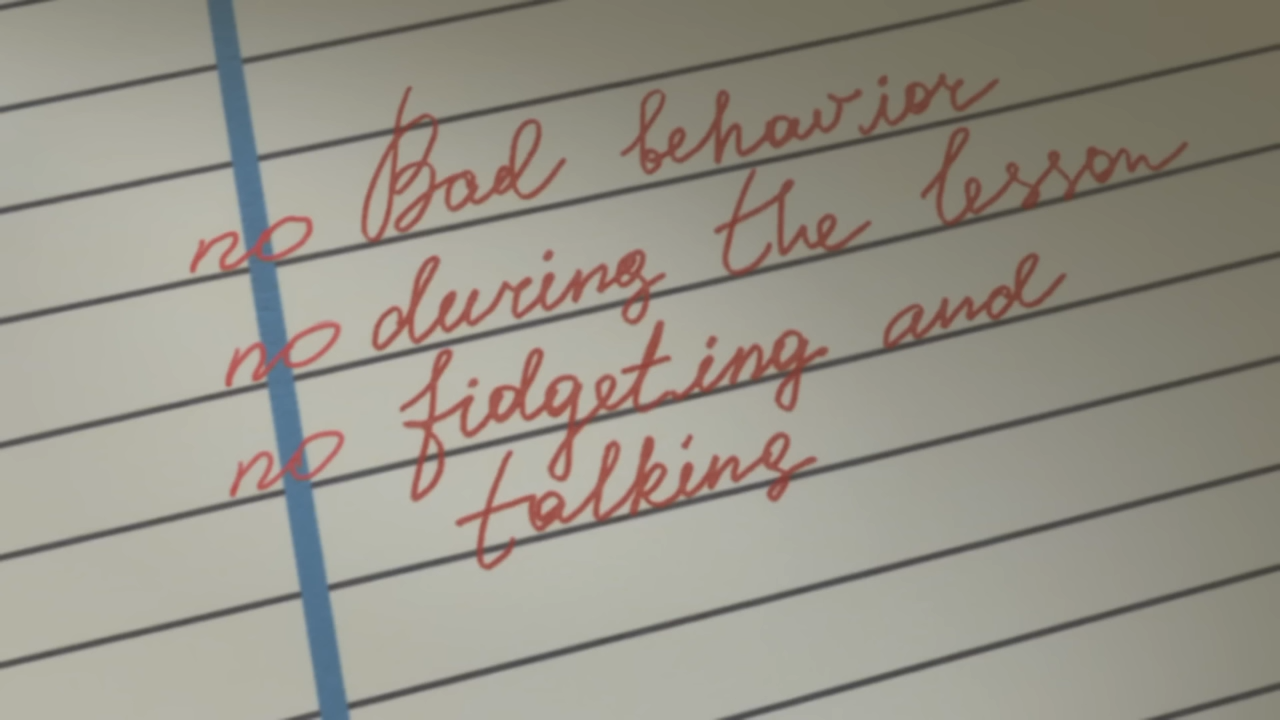 no Bad behavior
no during the lesson
no fidgeting and
talking